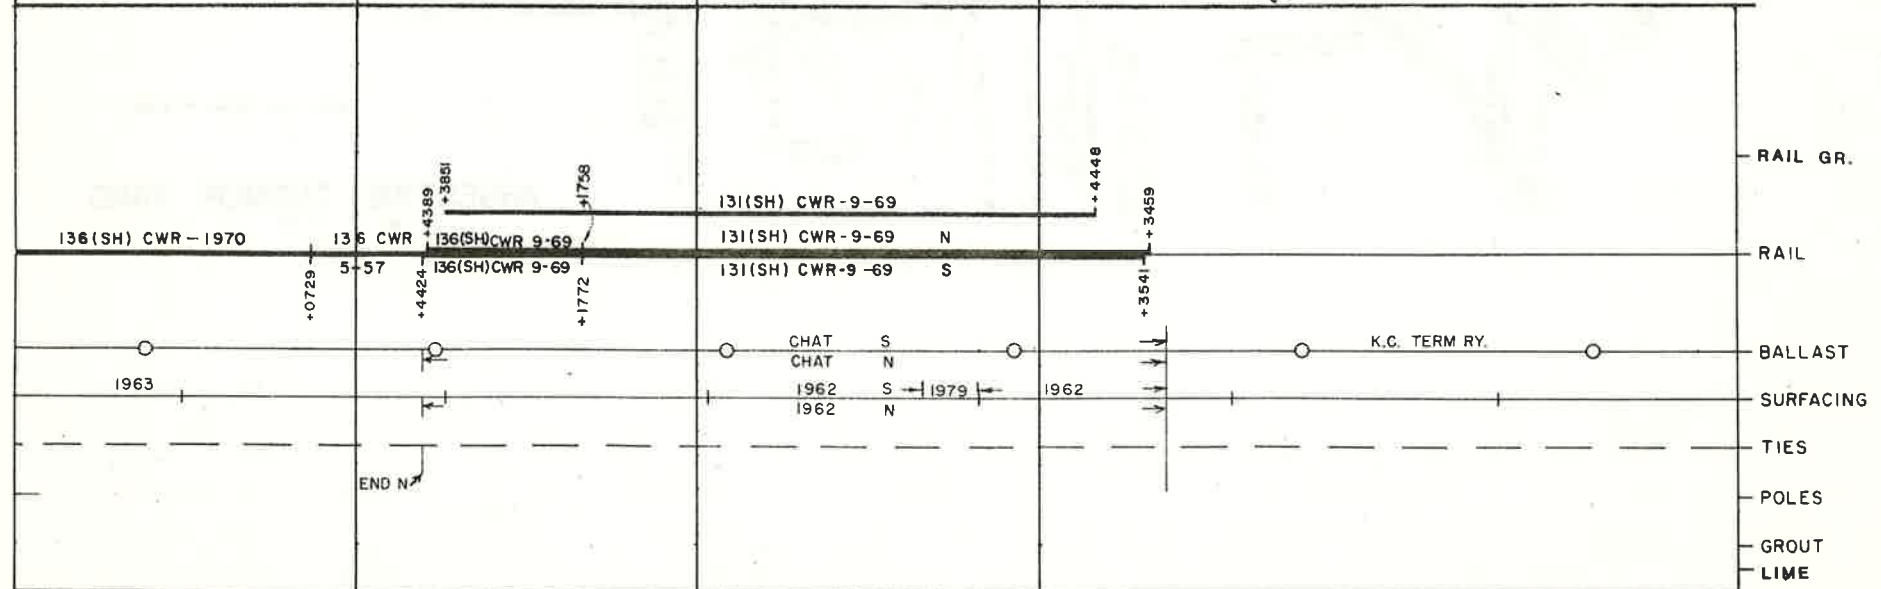 RAIL GR.
+3851
+1758
+4448
+4389
+3459
131(SH) CWR-9-69
136(SH) CWR-1970
136 CWR
136(SH)CWR 9-69
131(SH) CWR-9-69 N
RAIL
5-57
136(SH)CWR 9-69
131(SH) CWR-9-69 S
+0729
+4424
+1772
+3541
CHAT S
K.C. TERM RY.
BALLAST
CHAT N
1963
1962 S
1979
1962
SURFACING
1962 N
TIES
END N
POLES
GROUT
LIME